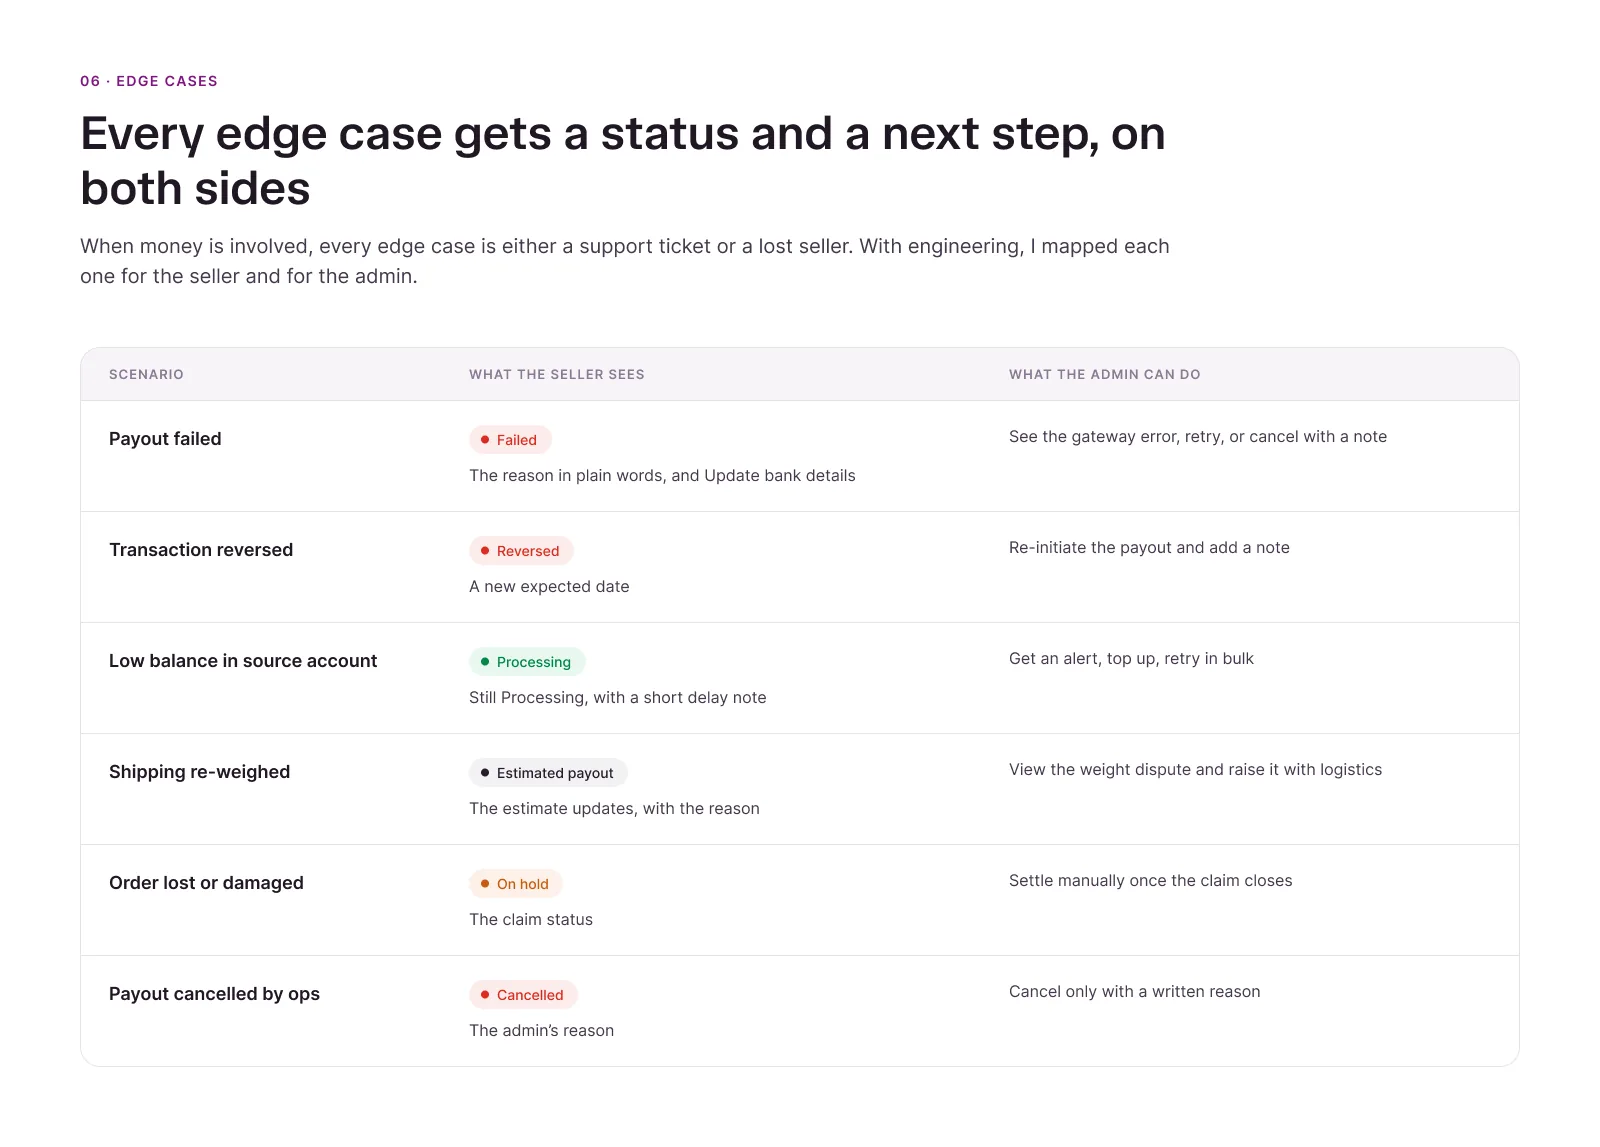 06 · EDGE CASES
Every edge case gets a status and a next step, on
both sides
When money is involved, every edge case is either a support ticket or a lost seller. With engineering, I mapped each
one for the seller and for the admin.
SCENARIO
WHAT THE SELLER SEES
WHAT THE ADMIN CAN DO
Payout failed
Failed
The reason in plain words, and Update bank details
See the gateway error, retry, or cancel with a note
Transaction reversed
Reversed
A new expected date
Re-initiate the payout and add a note
Low balance in source account
Processing
Still Processing, with a short delay note
Get an alert, top up, retry in bulk
Shipping re-weighed
Estimated payout
The estimate updates, with the reason
View the weight dispute and raise it with logistics
Order lost or damaged
On hold
The claim status
Settle manually once the claim closes
Payout cancelled by ops
Cancelled
The admin’s reason
Cancel only with a written reason